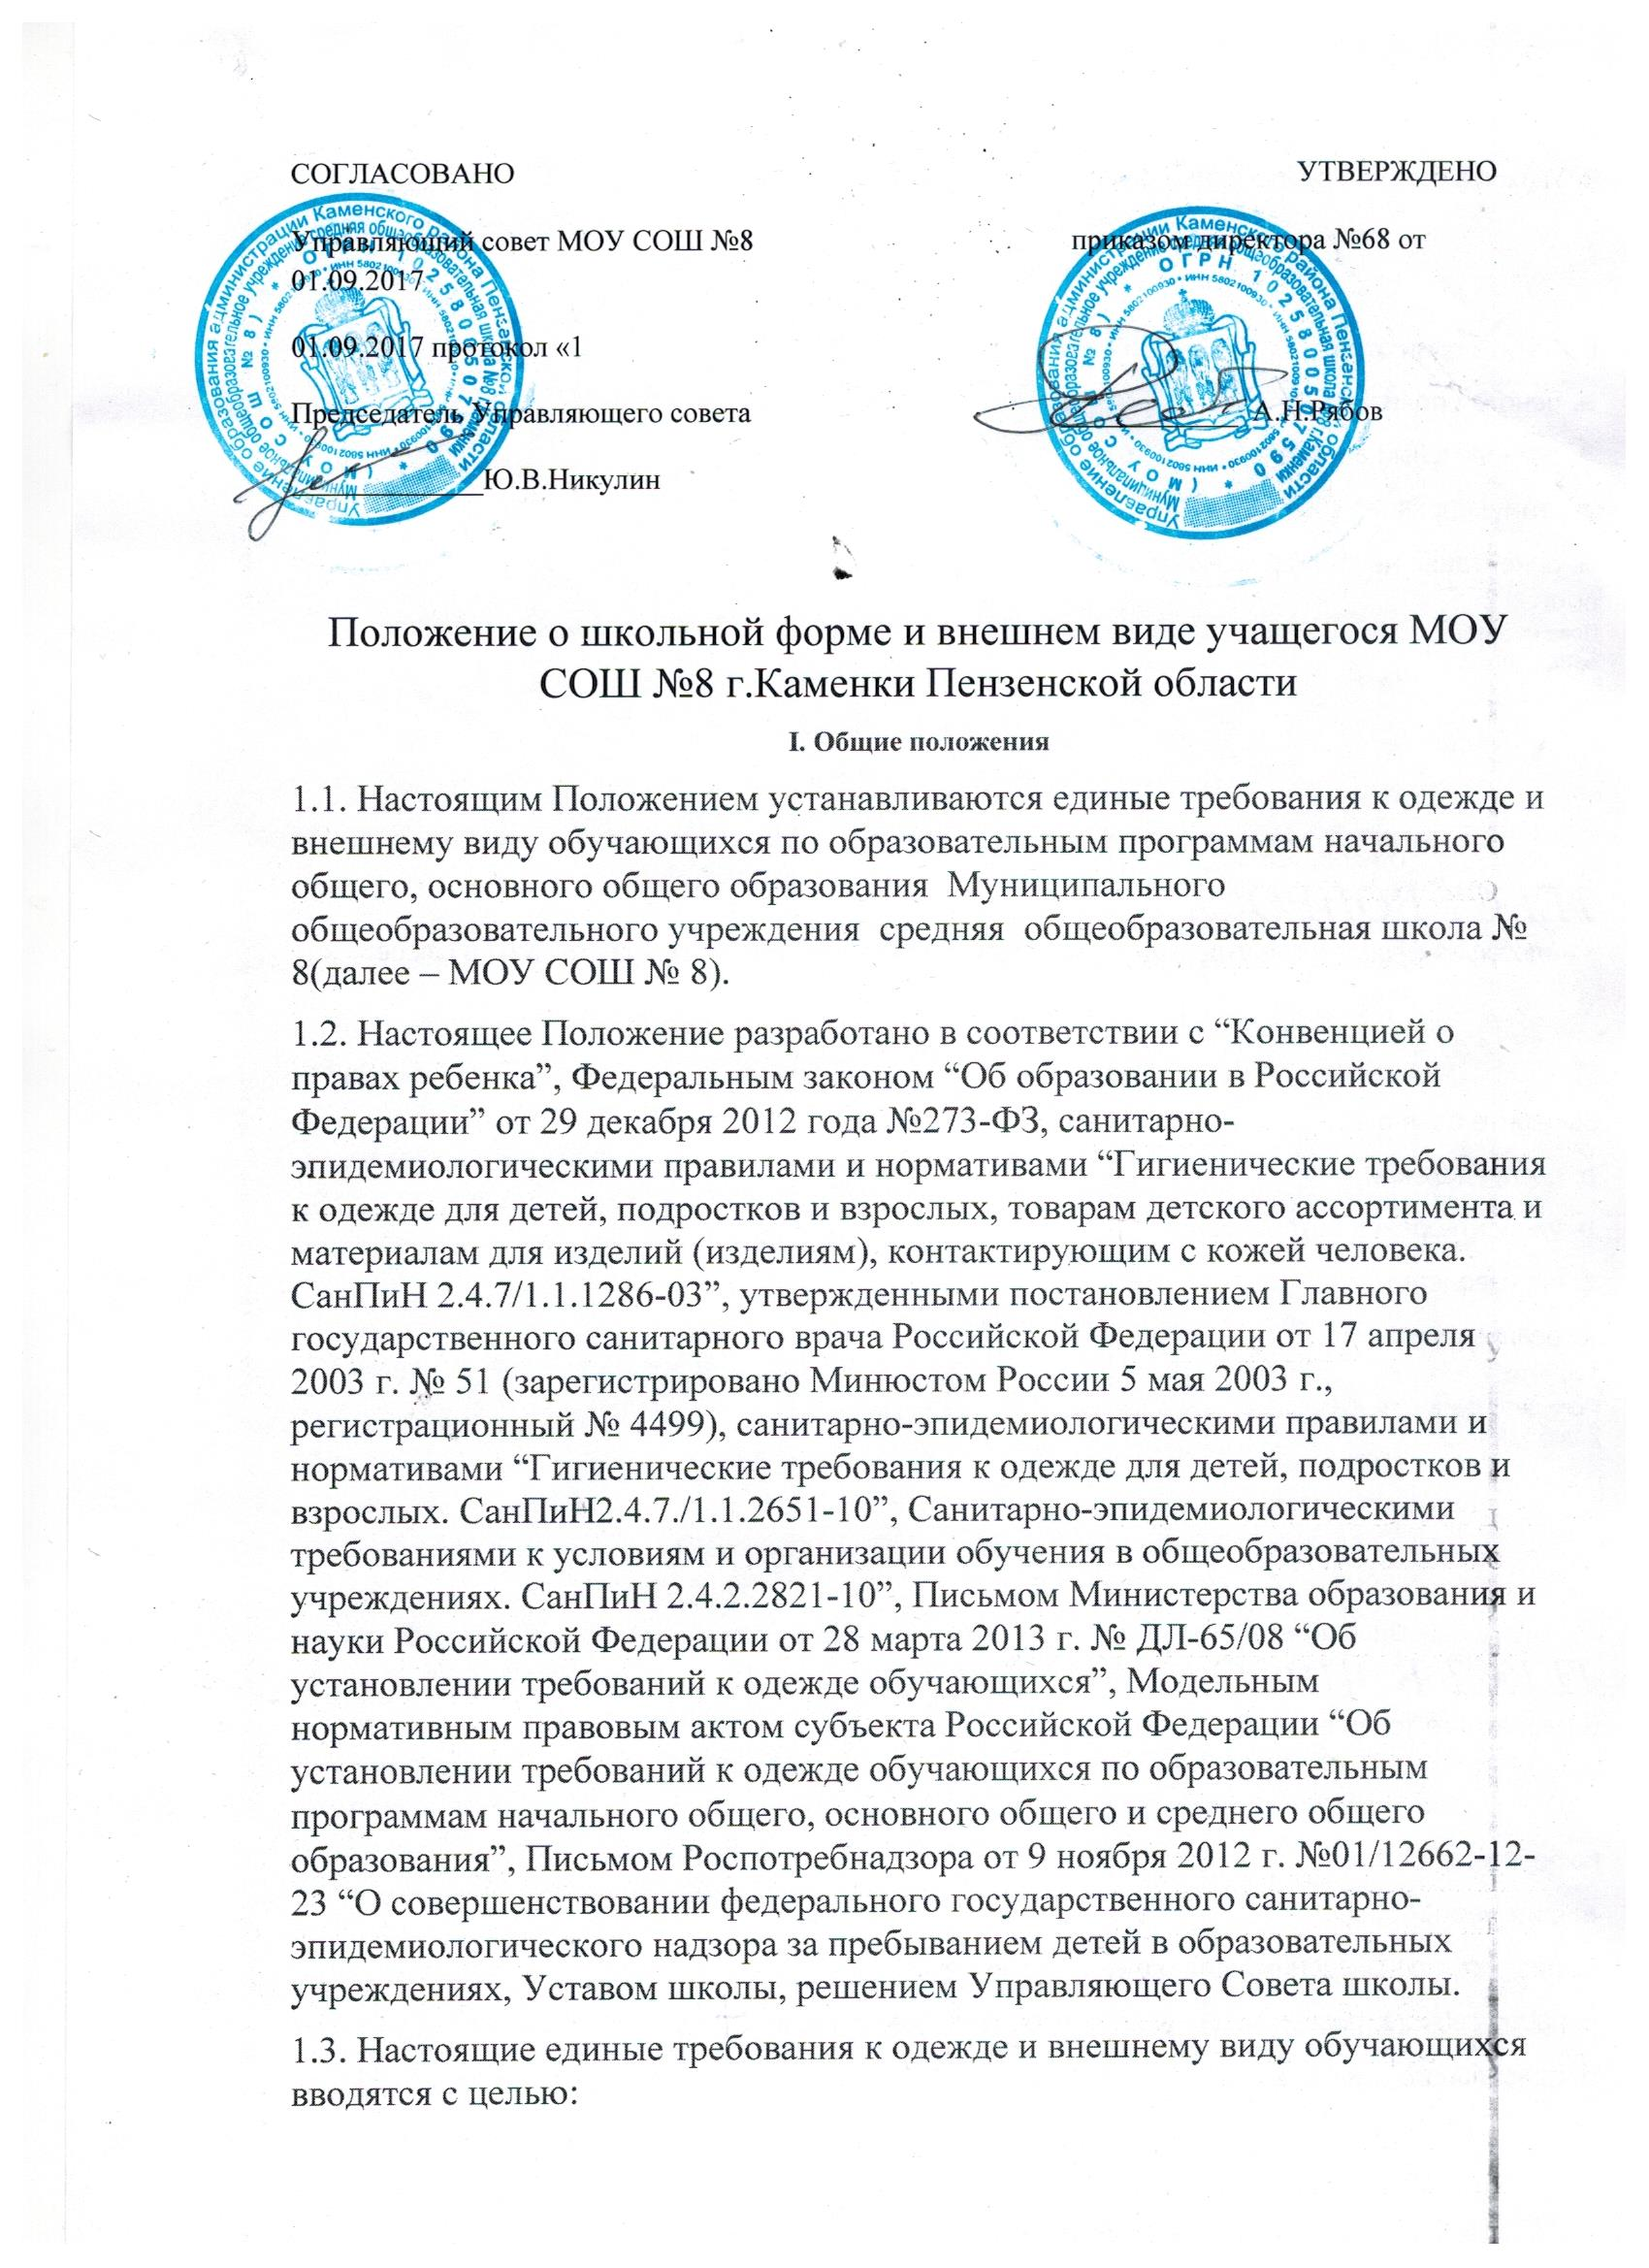 СОГЛАСОВАНО УТВЕРЖДЕНО
Управляющий совет МОУ СОШ №8 приказом директора №68 от
01.09.2017
01.09.2017 протокол «1
Председатель Управляющего совета А.Н.Рябов
Ю.В.Никулин
Положение о школьной форме и внешнем виде учащегося МОУ
СОШ №8 г.Каменки Пензенской области
I. Общие положения
1.1. Настоящим Положением устанавливаются единые требования к одежде и
внешнему виду обучающихся по образовательным программам начального
общего, основного общего образования Муниципального
общеобразовательного учреждения средняя общеобразовательная школа №
8(далее – МОУ СОШ № 8).
1.2. Настоящее Положение разработано в соответствии с “Конвенцией о
правах ребенка”, Федеральным законом “Об образовании в Российской
Федерации” от 29 декабря 2012 года №273-ФЗ, санитарно-
эпидемиологическими правилами и нормативами “Гигиенические требования
к одежде для детей, подростков и взрослых, товарам детского ассортимента и
материалам для изделий (изделиям), контактирующим с кожей человека.
СанПиН 2.4.7/1.1.1286-03”, утвержденными постановлением Главного
государственного санитарного врача Российской Федерации от 17 апреля
2003 г. № 51 (зарегистрировано Минюстом России 5 мая 2003 г.,
регистрационный № 4499), санитарно-эпидемиологическими правилами и
нормативами “Гигиенические требования к одежде для детей, подростков и
взрослых. СанПиН2.4.7./1.1.2651-10”, Санитарно-эпидемиологическими
требованиями к условиям и организации обучения в общеобразовательных
учреждениях. СанПиН 2.4.2.2821-10”, Письмом Министерства образования и
науки Российской Федерации от 28 марта 2013 г. № ДЛ-65/08 “Об
установлении требований к одежде обучающихся”, Модельным
нормативным правовым актом субъекта Российской Федерации “Об
установлении требований к одежде обучающихся по образовательным
программам начального общего, основного общего и среднего общего
образования”, Письмом Роспотребнадзора от 9 ноября 2012 г. №01/12662-12-
23 “О совершенствовании федерального государственного санитарно-
эпидемиологического надзора за пребыванием детей в образовательных
учреждениях, Уставом школы, решением Управляющего Совета школы.
1.3. Настоящие единые требования к одежде и внешнему виду обучающихся
вводятся с целью: